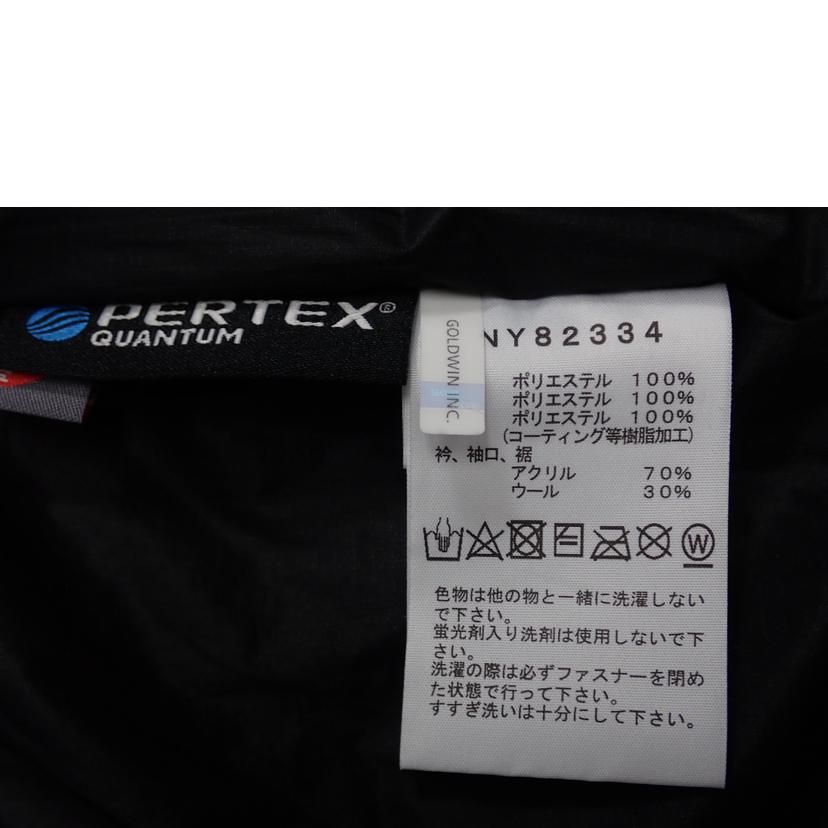 PERTEX®
QUANTUM
GOLDWIN INC.
NY82334
ポリエステル 100%
ポリエステル 100%
ポリエステル 100%
(コーティング等樹脂加工)
衿、袖口、裾
アクリル 70%
ウール 30%
W
色物は他の物と一緒に洗濯しない
で下さい。
蛍光剤入り洗剤は使用しないで下
さい。
洗濯の際は必ずファスナーを閉め
た状態で行って下さい。
すすぎ洗いは十分にして下さい。